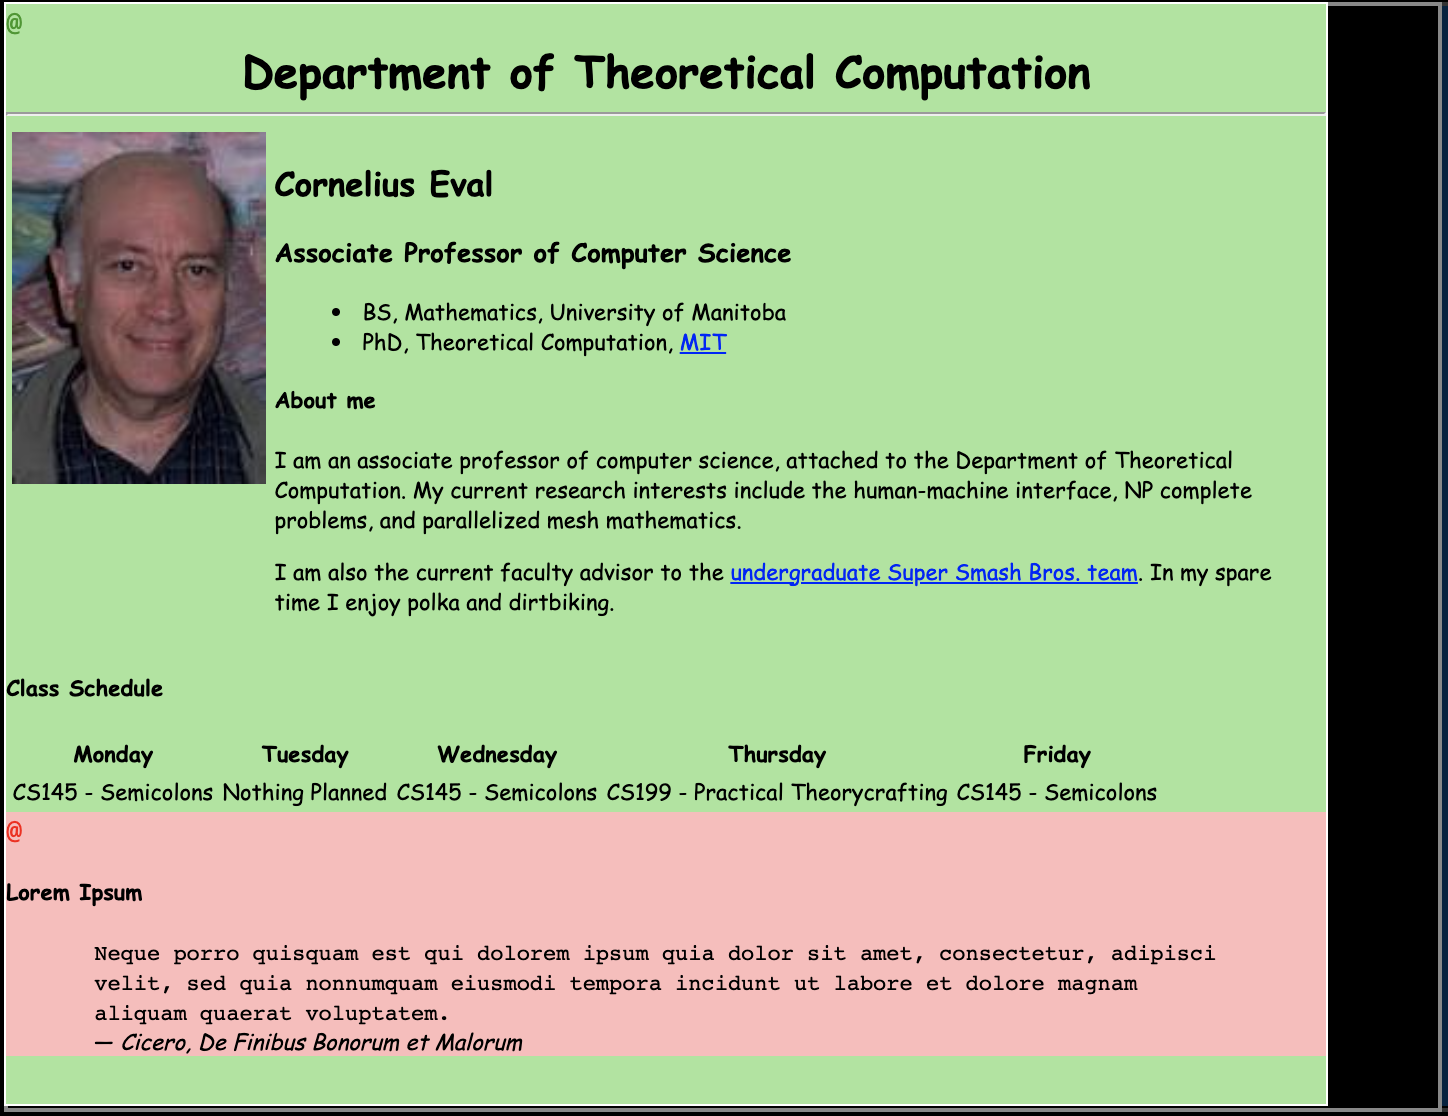 @
Department of Theoretical Computation
Cornelius Eval
Associate Professor of Computer Science
• BS, Mathematics, University of Manitoba
• PhD, Theoretical Computation, MIT
About me
I am an associate professor of computer science, attached to the Department of Theoretical
Computation. My current research interests include the human-machine interface, NP complete
problems, and parallelized mesh mathematics.
I am also the current faculty advisor to the undergraduate Super Smash Bros. team. In my spare
time I enjoy polka and dirtbiking.
Class Schedule
Monday Tuesday Wednesday Thursday Friday
CS145 - Semicolons Nothing Planned CS145 - Semicolons CS199 - Practical Theorycrafting CS145 - Semicolons
@
Lorem Ipsum
Neque porro quisquam est qui dolorem ipsum quia dolor sit amet, consectetur, adipisci
velit, sed quia nonnumquam eiusmodi tempora incidunt ut labore et dolore magnam
aliquam quaerat voluptatem.
— Cicero, De Finibus Bonorum et Malorum